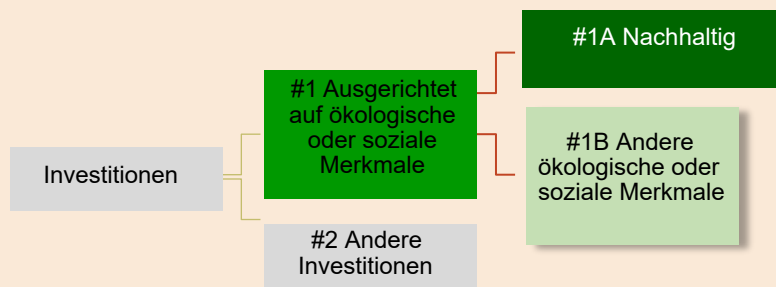 Investitionen
#1 Ausgerichtet
auf ökologische
oder soziale
Merkmale
#2 Andere
Investitionen
#1A Nachhaltig
#1B Andere
ökologische oder
soziale Merkmale